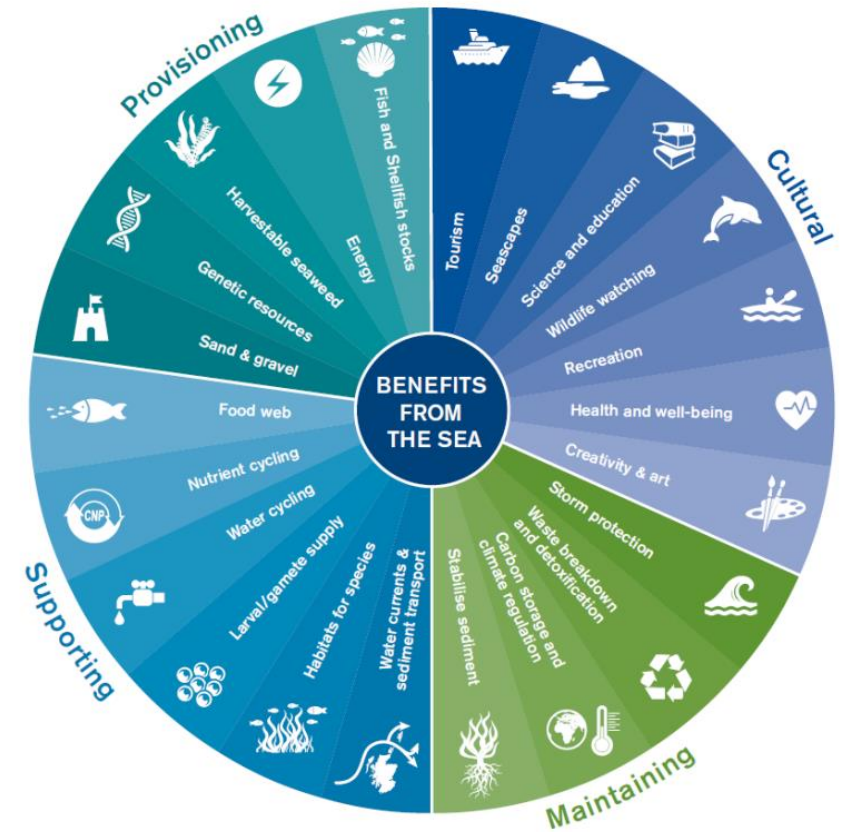 Provisioning
Fish and Shellfish stocks
Energy
Harvestable seaweed
Genetic resources
Sand & gravel
Cultural
Tourism
Seascapes
Science and education
Wildlife watching
Recreation
Health and well-being
Creativity & art
BENEFITS
FROM
THE SEA
Supporting
Food web
Nutrient cycling
CNP
Water cycling
Larval/gamete supply
Habitats for species
Water currents &
sediment transport
Maintaining
Storm protection
Waste breakdown
and detoxification
Carbon storage and
climate regulation
Stabilise sediment